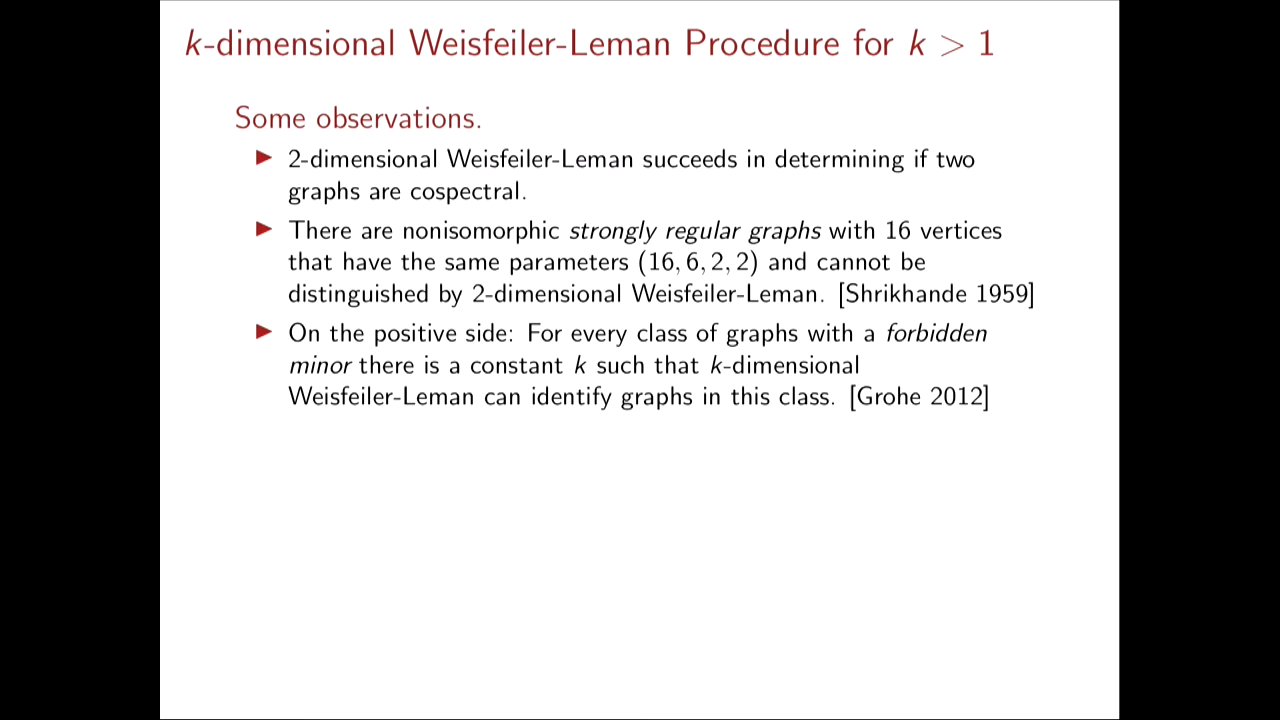 k-dimensional Weisfeiler-Leman Procedure for k > 1
Some observations.
▶ 2-dimensional Weisfeiler-Leman succeeds in determining if two
graphs are cospectral.
▶ There are nonisomorphic strongly regular graphs with 16 vertices
that have the same parameters (16, 6, 2, 2) and cannot be
distinguished by 2-dimensional Weisfeiler-Leman. [Shrikhande 1959]
▶ On the positive side: For every class of graphs with a forbidden
minor there is a constant k such that k-dimensional
Weisfeiler-Leman can identify graphs in this class. [Grohe 2012]